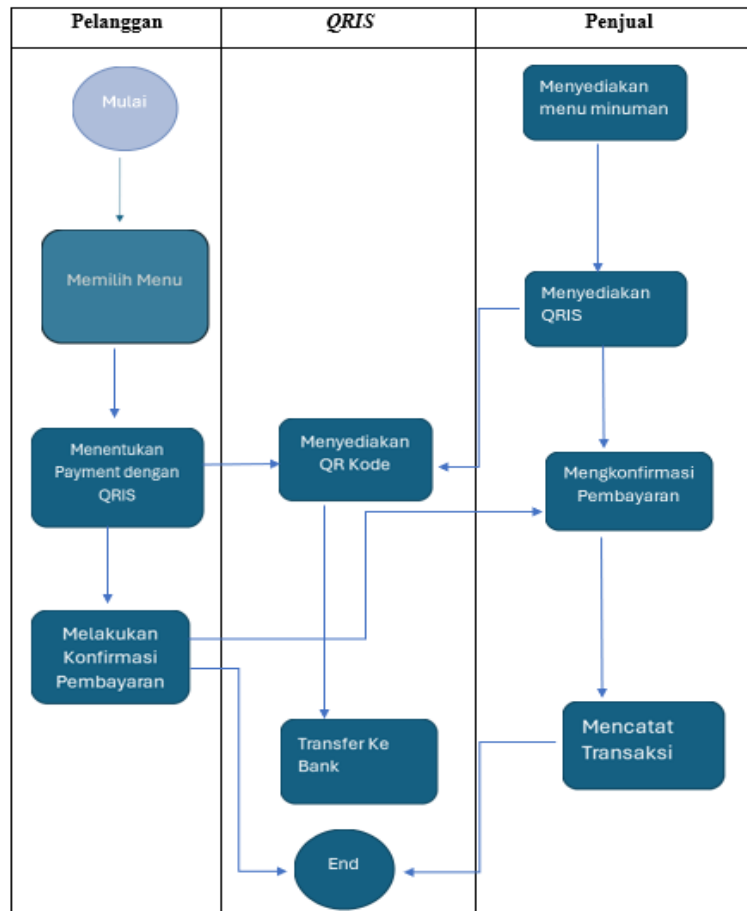 Pelanggan
QRIS
Penjual
Mulai
Menyediakan
menu minuman
Memilih Menu
Menyediakan
QRIS
Menentukan
Payment dengan
QRIS
Menyediakan
QR Kode
Mengkonfirmasi
Pembayaran
Melakukan
Konfirmasi
Pembayaran
Transfer Ke
Bank
Mencatat
Transaksi
End